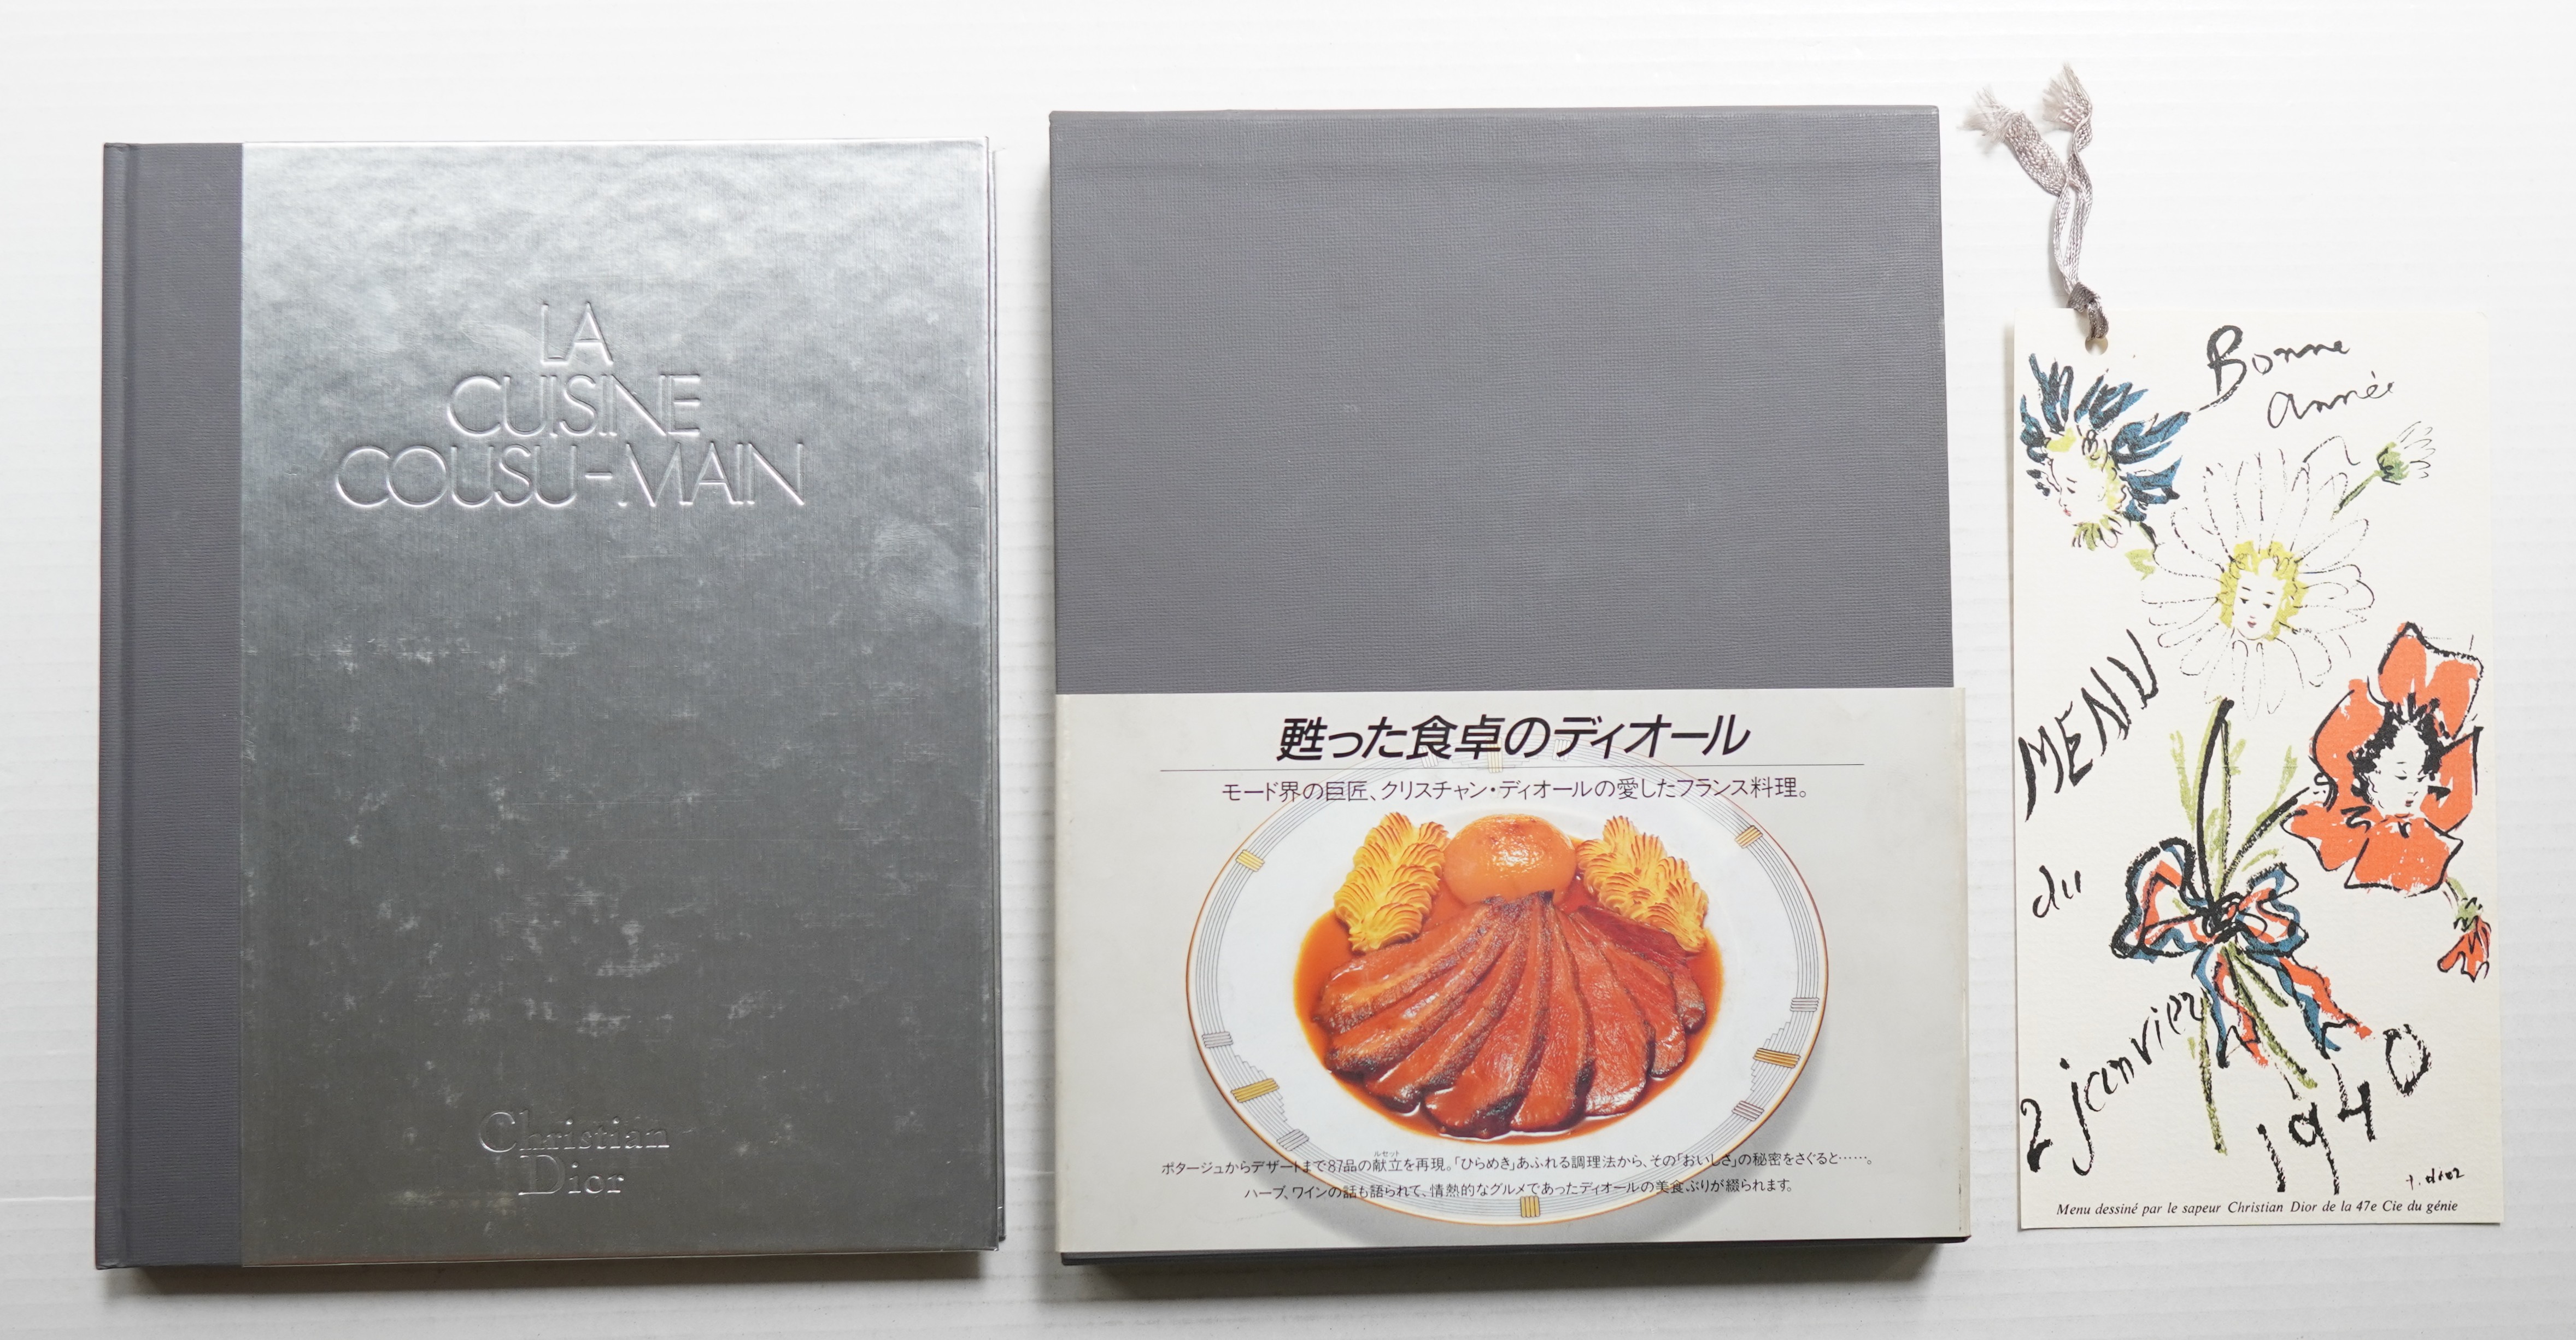 LA
CUISINE
COUSU-MAIN
Christian
Dior
甦った食卓のディオール
モード界の巨匠、クリスチャン・ディオールの愛したフランス料理。
ルセット
ポタージュからデザートまで87品の献立を再現。「ひらめき」あふれる調理法から、その「おいしさ」の秘密をさぐると……。
ハーブ、ワインの話も語られて、情熱的なグルメであったディオールの美食ぶりが綴られます。
Bonne
année
MENU
du
2 janvier
1940
Menu dessiné par le sapeur Christian Dior de la 47e Cie du génie